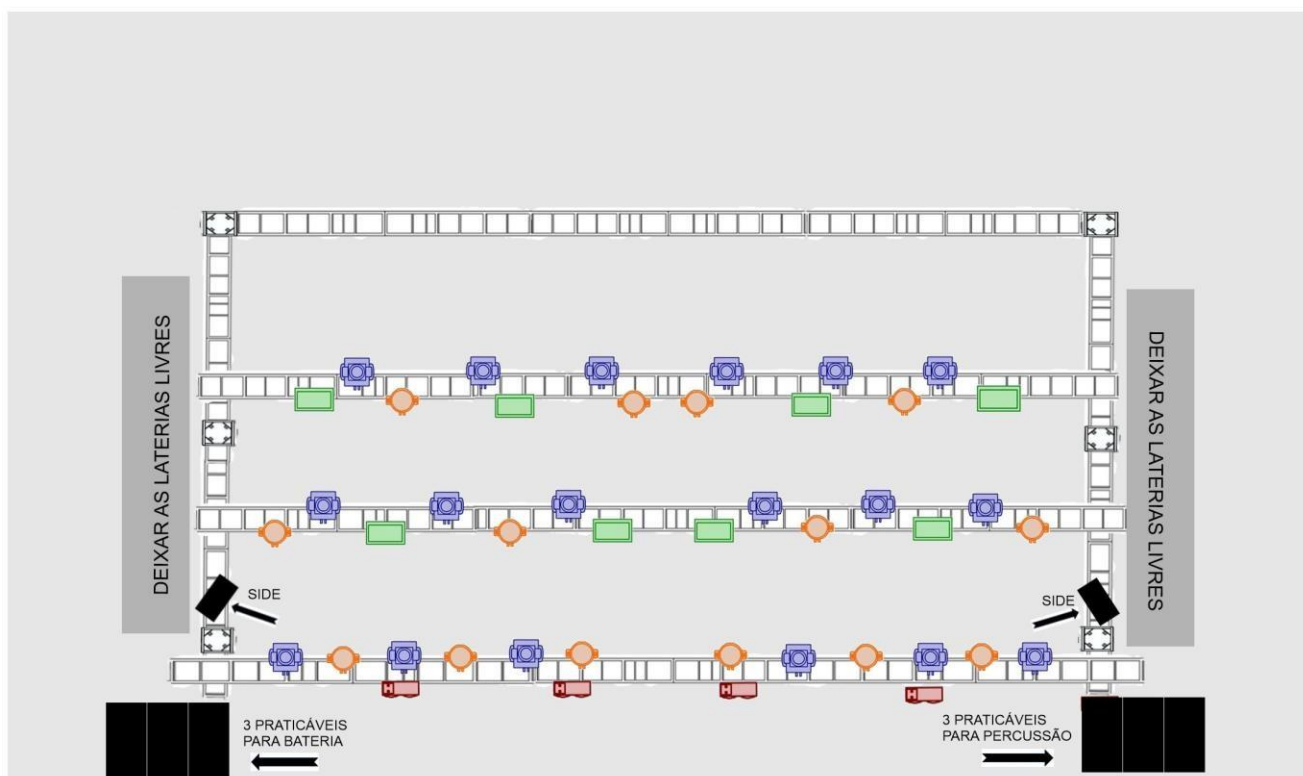 DEIXAR AS LATERIAS LIVRES
DEIXAR AS LATERIAS LIVRES
SIDE
SIDE
H
H
H
H
3 PRATICÁVEIS
PARA BATERIA
3 PRATICÁVEIS
PARA PERCUSSÃO